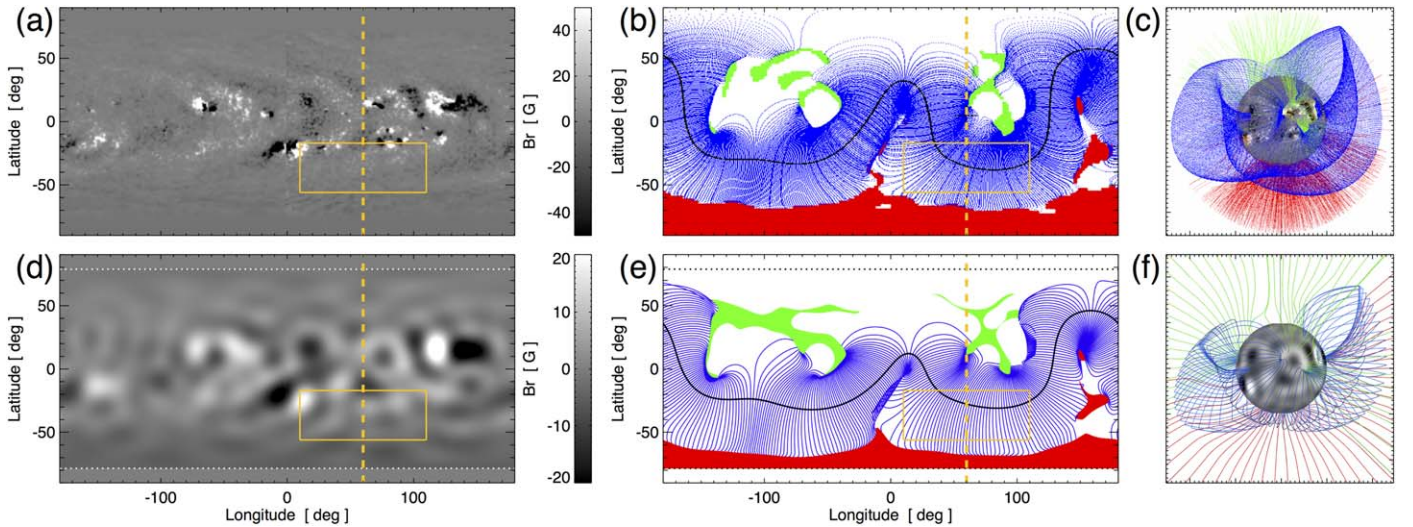 (a)
(b)
(c)
Latitude [ deg ]
50
0
-50
Br [ G ]
40
20
0
-20
-40
Latitude [ deg ]
50
0
-50
(d)
(e)
(f)
Latitude [ deg ]
50
0
-50
-100
0
100
Longitude [ deg ]
Br [ G ]
20
10
0
-10
-20
Latitude [ deg ]
50
0
-50
-100
0
100
Longitude [ deg ]